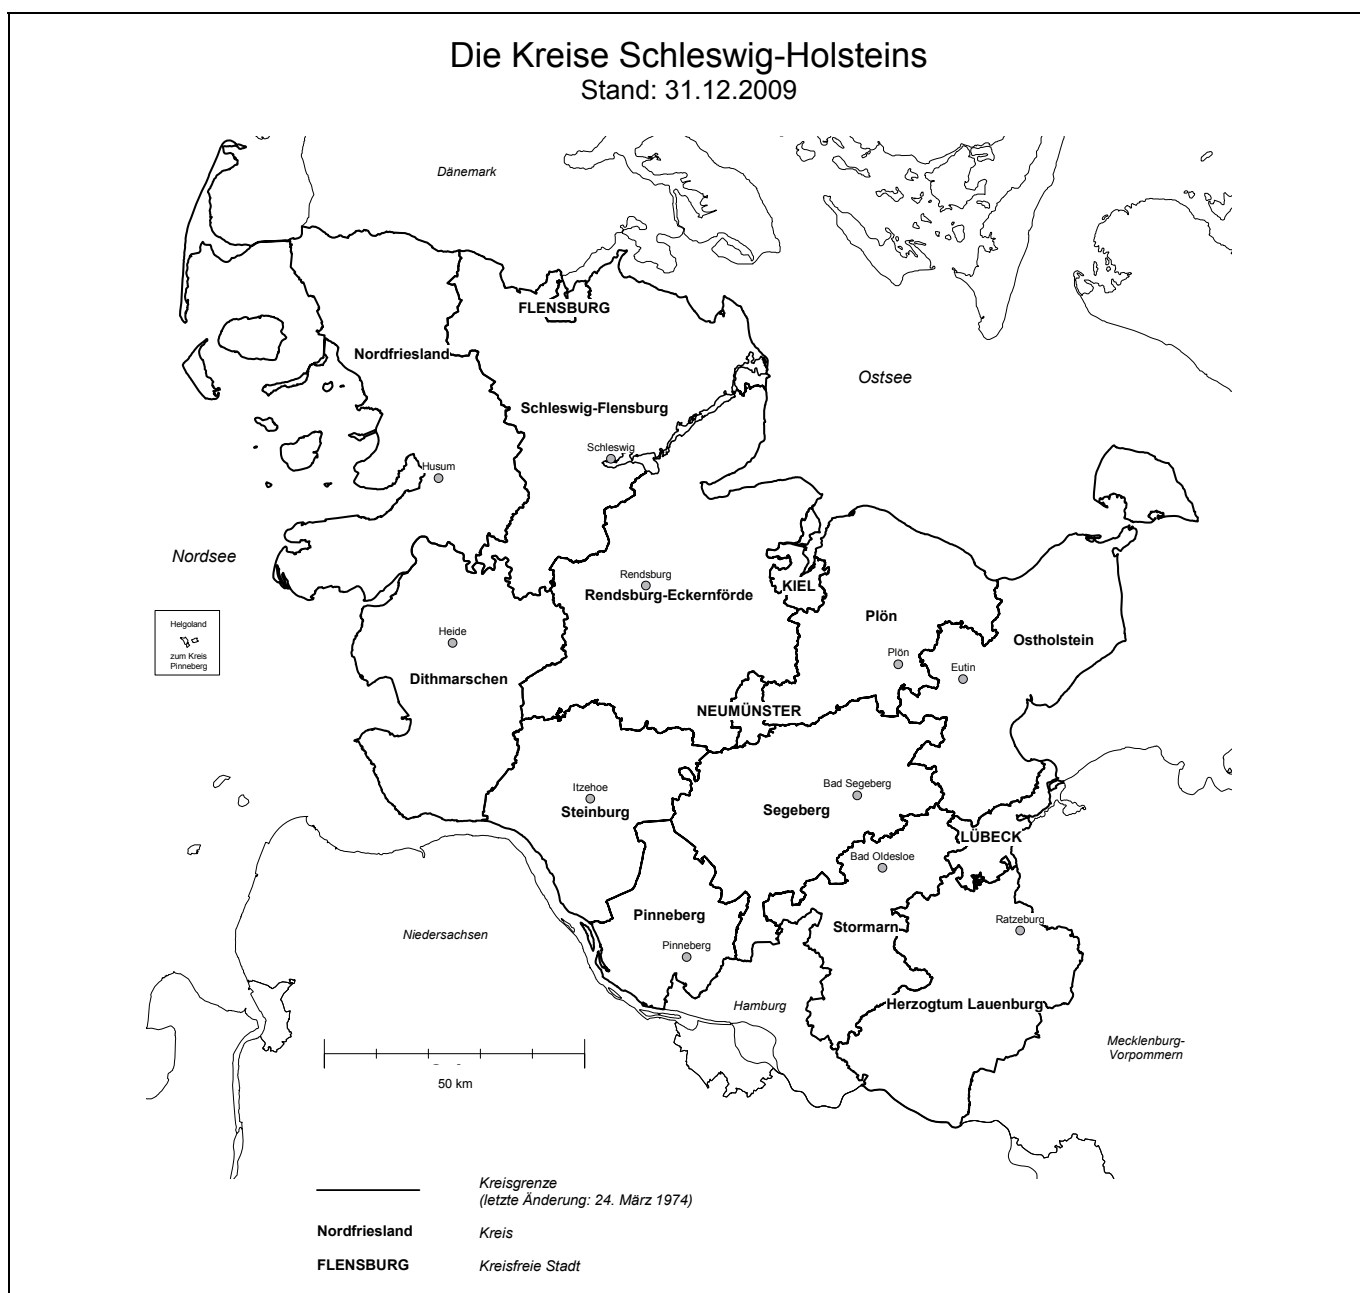 Die Kreise Schleswig-Holsteins
Stand: 31.12.2009
Dänemark
FLENSBURG
Nordfriesland
Ostsee
Schleswig-Flensburg
Schleswig
Husum
Nordsee
Rendsburg
Rendsburg-Eckernförde
KIEL
Plön
Helgoland
zum Kreis
Pinneberg
Heide
Ostholstein
Plön
Eutin
Dithmarschen
NEUMÜNSTER
Itzehoe
Steinburg
Bad Segeberg
Segeberg
LÜBECK
Bad Oldesloe
Pinneberg
Stormarn
Ratzeburg
Niedersachsen
Pinneberg
Hamburg
Herzogtum Lauenburg
Mecklenburg-
Vorpommern
50 km
Kreisgrenze
(letzte Änderung: 24. März 1974)
Nordfriesland Kreis
FLENSBURG Kreisfreie Stadt